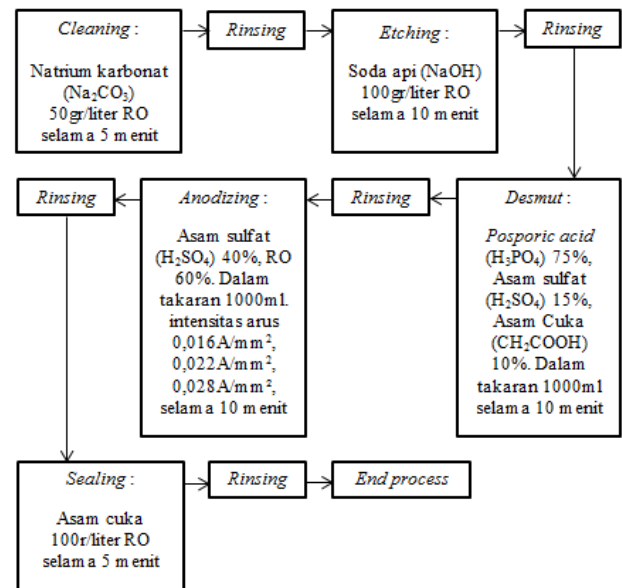 Cleaning :
Natrium karbonat
(Na₂CO₃)
50gr/liter RO
selama 5 menit
Rinsing
Etching :
Soda api (NaOH)
100gr/liter RO
selama 10 menit
Rinsing
Desmut :
Posporic acid
(H₃PO₄) 75%,
Asam sulfat
(H₂SO₄) 15%,
Asam Cuka
(CH₂COOH)
10%. Dalam
takaran 1000ml
selama 10 menit
Rinsing
Anodizing :
Asam sulfat
(H₂SO₄) 40%, RO
60%. Dalam
takaran 1000ml.
intensitas arus
0,016A/mm²,
0,022A/mm²,
0,028A/mm²,
selama 10 menit
Rinsing
Sealing :
Asam cuka
100r/liter RO
selama 5 menit
Rinsing
End process